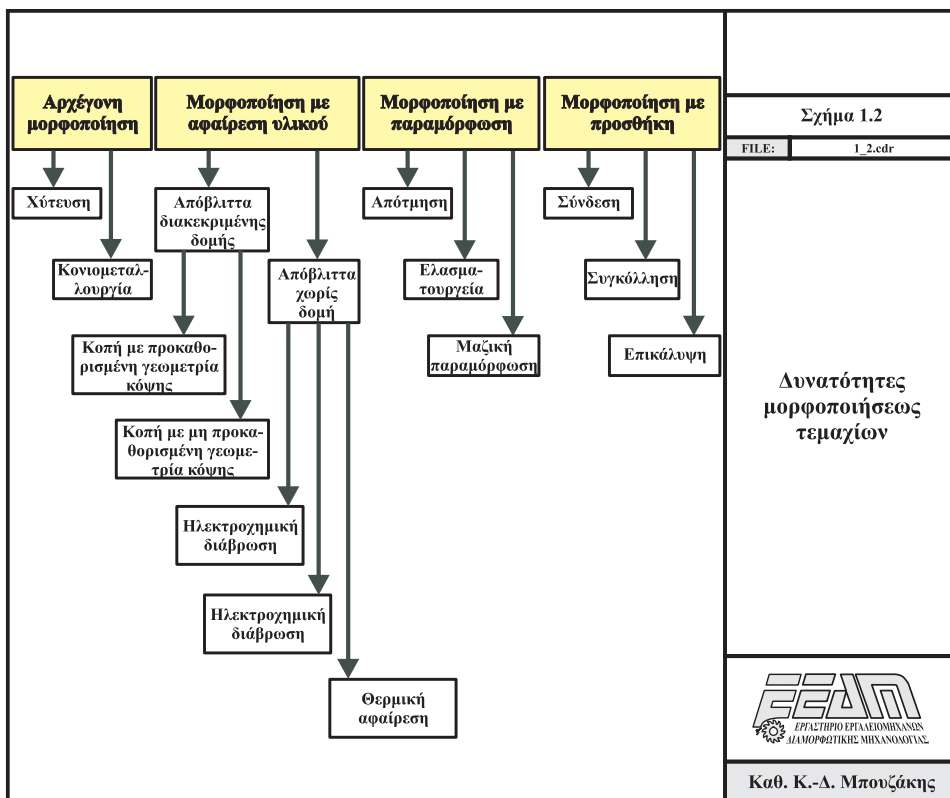 Αρχέγονη
μορφοποίηση
Μορφοποίηση με
αφαίρεση υλικού
Μορφοποίηση με
παραμόρφωση
Μορφοποίηση με
προσθήκη
Χύτευση
Κονιομεταλ-
λουργία
Απόβλιττα
διακεκριμένης
δομής
Απόβλιττα
χωρίς
δομή
Κοπή με προκαθο-
ρισμένη γεωμετρία
κόψης
Κοπή με μη προκα-
θορισμένη γεωμε-
τρία κόψης
Ηλεκτροχημική
διάβρωση
Ηλεκτροχημική
διάβρωση
Θερμική
αφαίρεση
Απότμηση
Ελασμα-
τουργεία
Μαζική
παραμόρφωση
Σύνδεση
Συγκόλληση
Επικάλυψη
Σχήμα 1.2
FILE: 1_2.cdr
Δυνατότητες
μορφοποιήσεως
τεμαχίων
ΕΕΔΜ
ΕΡΓΑΣΤΗΡΙΟ ΕΡΓΑΛΕΙΟΜΗΧΑΝΩΝ
ΔΙΑΜΟΡΦΩΤΙΚΗΣ ΜΗΧΑΝΟΛΟΓΙΑΣ
Καθ. Κ.-Δ. Μπουζάκης